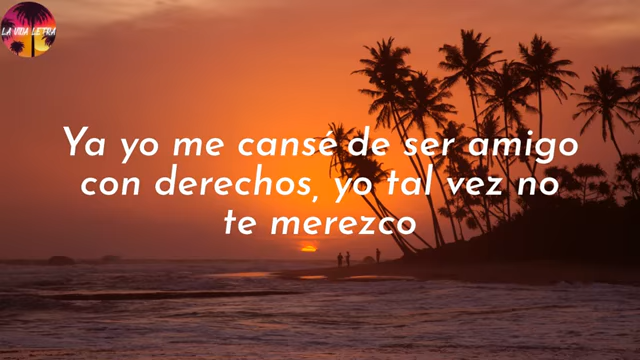 LA VIDA LETRA
Ya yo me cansé de ser amigo
con derechos, yo tal vez no
te merezco